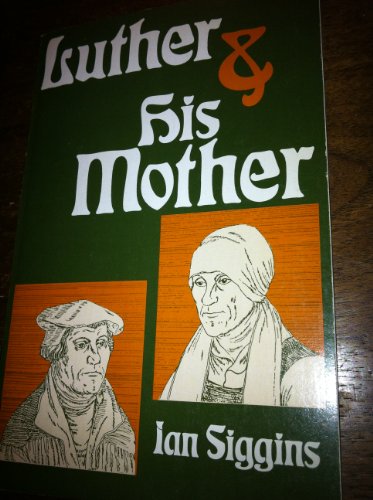 Luther &
His
Mother
Ian Siggins